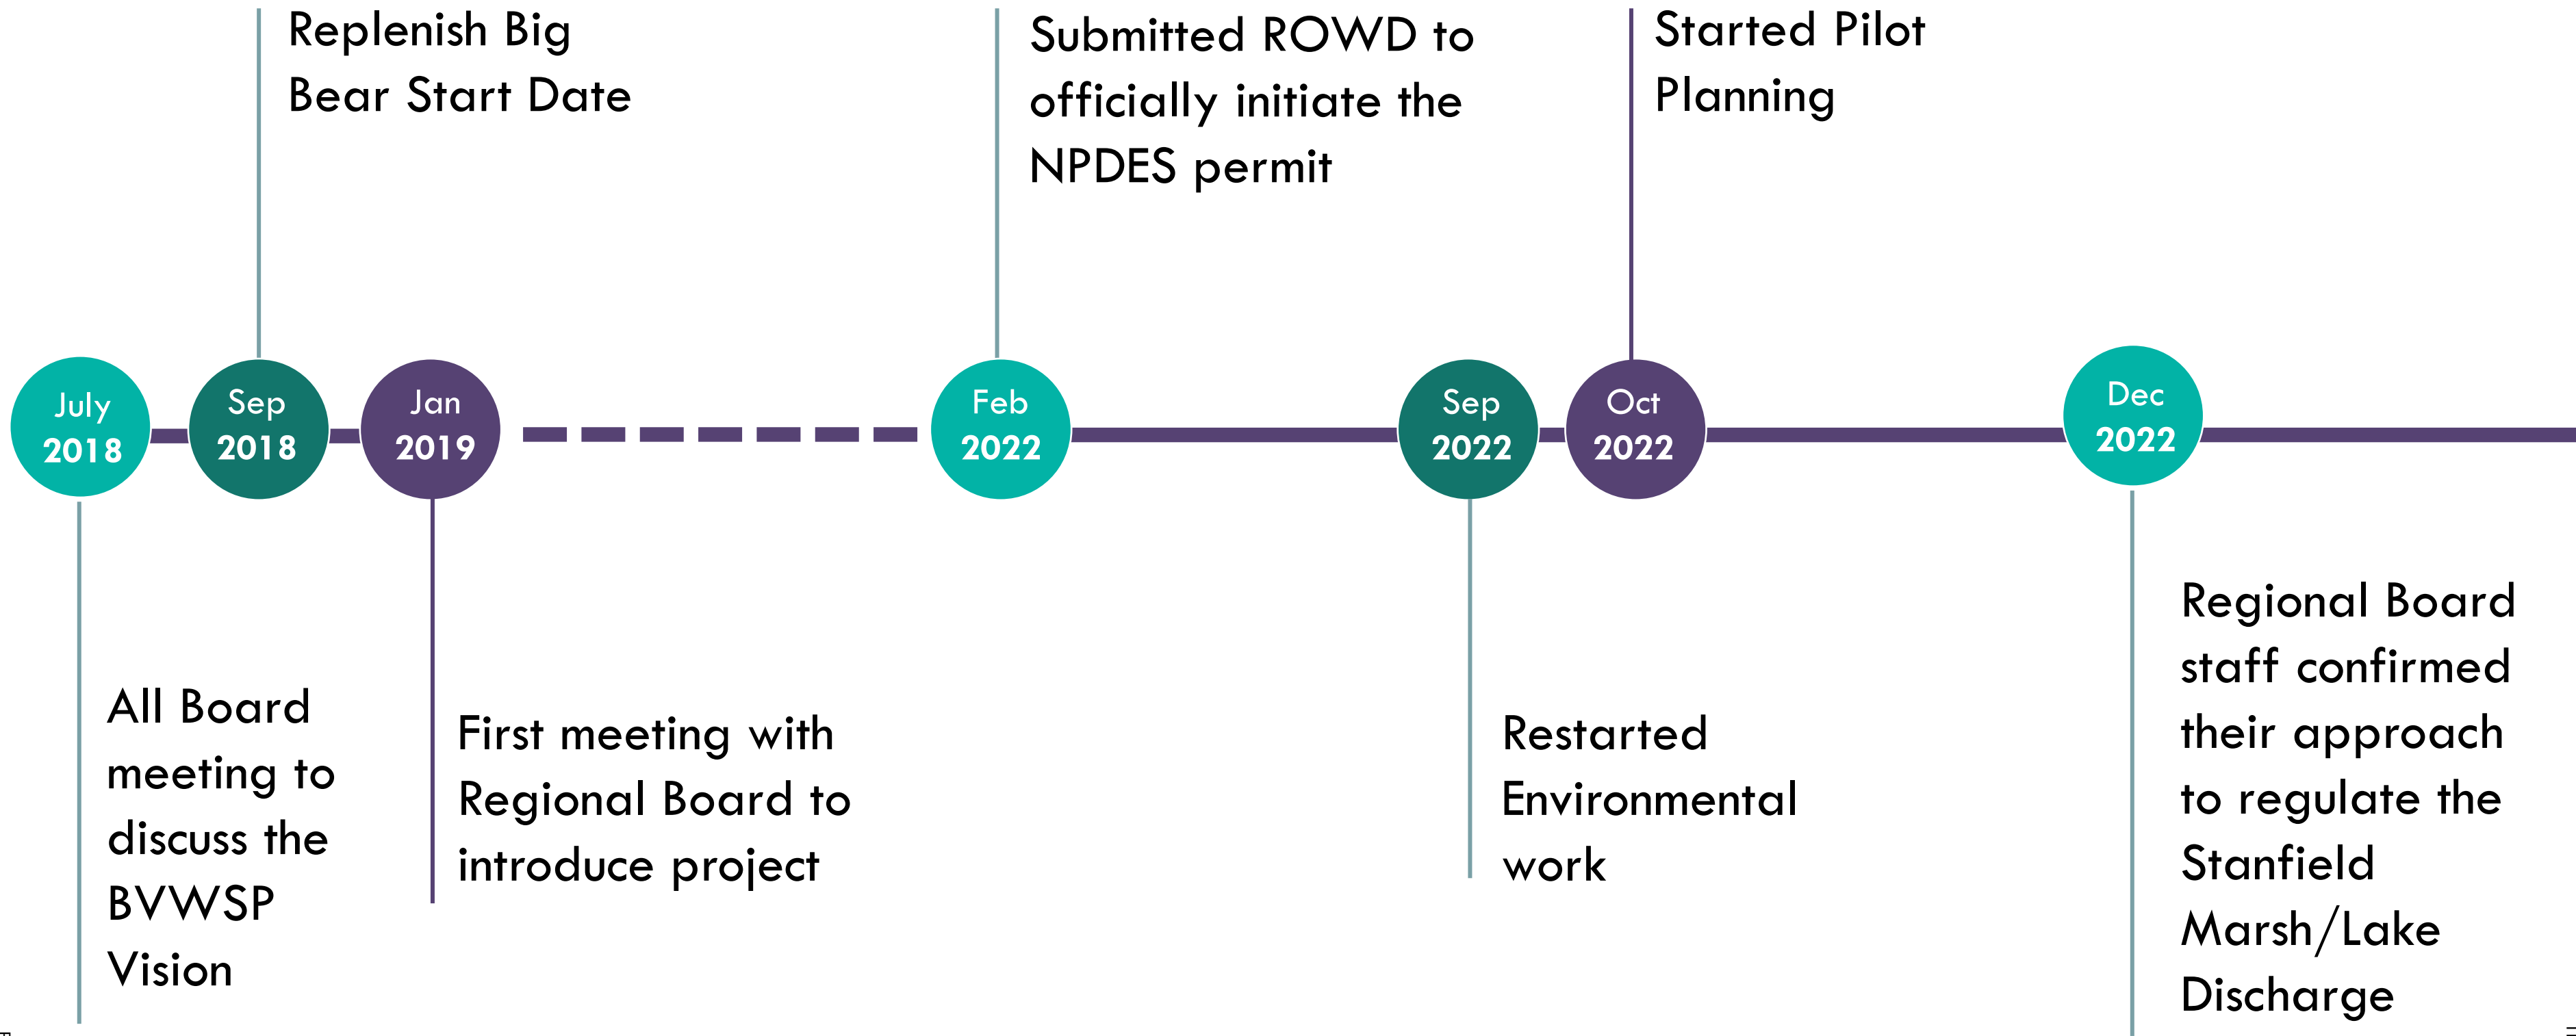 Replenish Big
Bear Start Date
Submitted ROWD to
officially initiate the
NPDES permit
Started Pilot
Planning
July
2018
Sep
2018
Jan
2019
Feb
2022
Sep
2022
Oct
2022
Dec
2022
All Board
meeting to
discuss the
BVWSP
Vision
First meeting with
Regional Board to
introduce project
Restarted
Environmental
work
Regional Board
staff confirmed
their approach
to regulate the
Stanfield
Marsh/Lake
Discharge